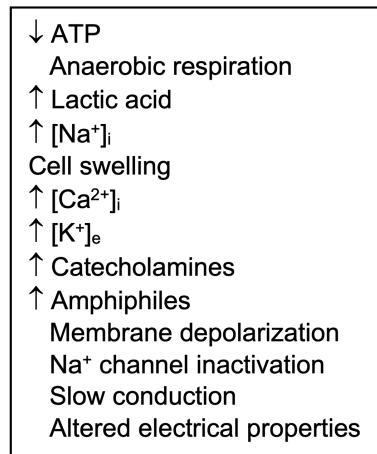 ↓ ATP
Anaerobic respiration
↑ Lactic acid
↑ [Na⁺]ᵢ
Cell swelling
↑ [Ca²⁺]ᵢ
↑ [K⁺]ₑ
↑ Catecholamines
↑ Amphiphiles
Membrane depolarization
Na⁺ channel inactivation
Slow conduction
Altered electrical properties